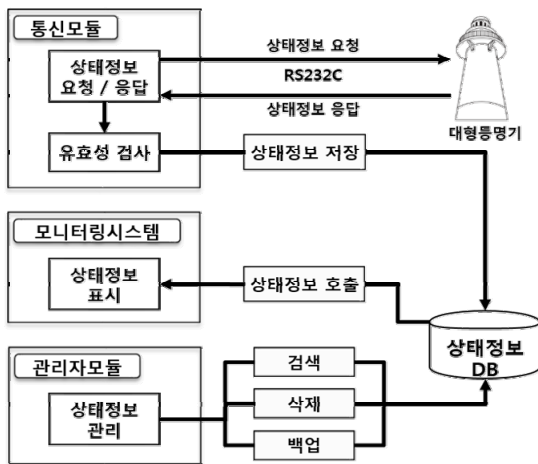 통신모듈
상태정보
요청 / 응답
상태정보 요청
RS232C
상태정보 응답
대형등명기
유효성 검사
상태정보 저장
모니터링시스템
상태정보
표시
상태정보 호출
상태정보
DB
관리자모듈
상태정보
관리
검색
삭제
백업